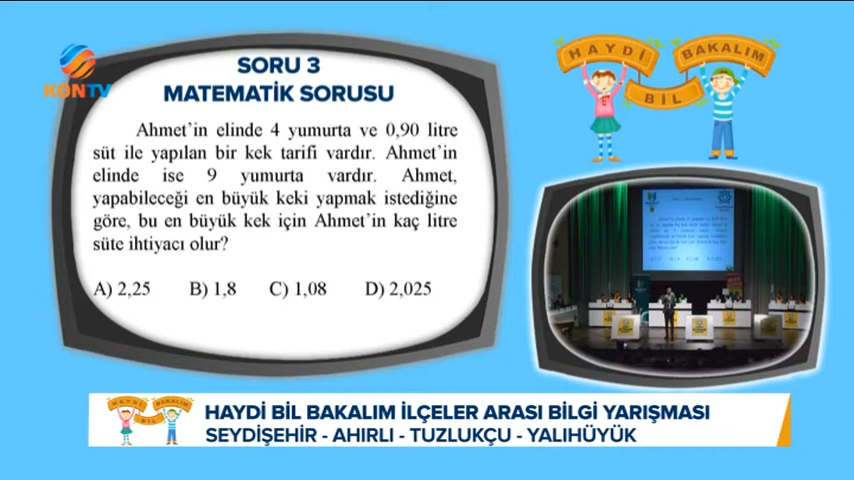 KONTV
SORU 3
MATEMATİK SORUSU
Ahmet'in elinde 4 yumurta ve 0,90 litre
süt ile yapılan bir kek tarifi vardır. Ahmet'in
elinde ise 9 yumurta vardır. Ahmet,
yapabileceği en büyük keki yapmak istediğine
göre, bu en büyük kek için Ahmet'in kaç litre
süte ihtiyacı olur?
A) 2,25 B) 1,8 C) 1,08 D) 2,025
HAYDİ BAKALIM
BİL
HAYDİ BAKALIM
BİL
HAYDİ BİL BAKALIM İLÇELER ARASI BİLGİ YARIŞMASI
SEYDİŞEHİR - AHIRLI - TUZLUKÇU - YALIHÜYÜK